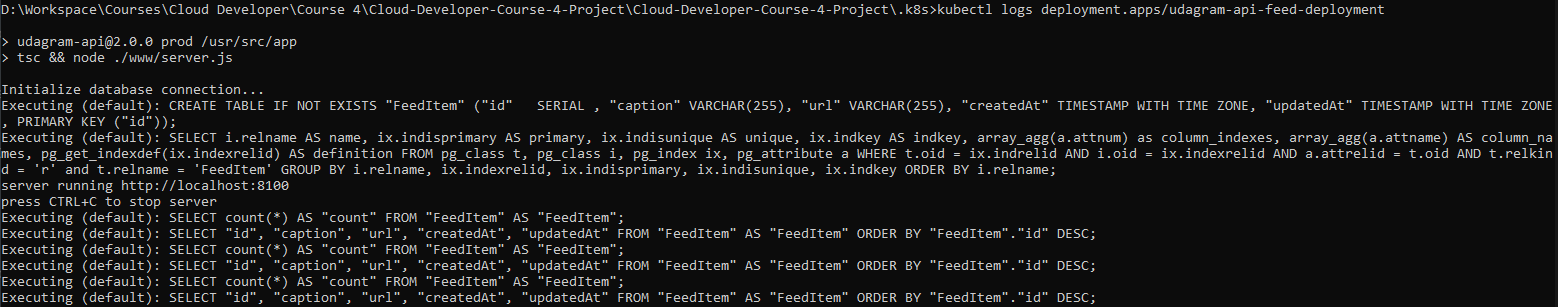 D:\Workspace\Courses\Cloud Developer\Course 4\Cloud-Developer-Course-4-Project\Cloud-Developer-Course-4-Project\.k8s>kubectl logs deployment.apps/udagram-api-feed-deployment
> udagram-api@2.0.0 prod /usr/src/app
> tsc && node ./www/server.js
Initialize database connection...
Executing (default): CREATE TABLE IF NOT EXISTS "FeedItem" ("id"   SERIAL , "caption" VARCHAR(255), "url" VARCHAR(255), "createdAt" TIMESTAMP WITH TIME ZONE, "updatedAt" TIMESTAMP WITH TIME ZONE
, PRIMARY KEY ("id"));
Executing (default): SELECT i.relname AS name, ix.indisprimary AS primary, ix.indisunique AS unique, ix.indkey AS indkey, array_agg(a.attnum) as column_indexes, array_agg(a.attname) AS column_na
mes, pg_get_indexdef(ix.indexrelid) AS definition FROM pg_class t, pg_class i, pg_index ix, pg_attribute a WHERE t.oid = ix.indrelid AND i.oid = ix.indexrelid AND a.attrelid = t.oid AND t.relkin
d = 'r' and t.relname = 'FeedItem' GROUP BY i.relname, ix.indexrelid, ix.indisprimary, ix.indisunique, ix.indkey ORDER BY i.relname;
server running http://localhost:8100
press CTRL+C to stop server
Executing (default): SELECT count(*) AS "count" FROM "FeedItem" AS "FeedItem";
Executing (default): SELECT "id", "caption", "url", "createdAt", "updatedAt" FROM "FeedItem" AS "FeedItem" ORDER BY "FeedItem"."id" DESC;
Executing (default): SELECT count(*) AS "count" FROM "FeedItem" AS "FeedItem";
Executing (default): SELECT "id", "caption", "url", "createdAt", "updatedAt" FROM "FeedItem" AS "FeedItem" ORDER BY "FeedItem"."id" DESC;
Executing (default): SELECT count(*) AS "count" FROM "FeedItem" AS "FeedItem";
Executing (default): SELECT "id", "caption", "url", "createdAt", "updatedAt" FROM "FeedItem" AS "FeedItem" ORDER BY "FeedItem"."id" DESC;